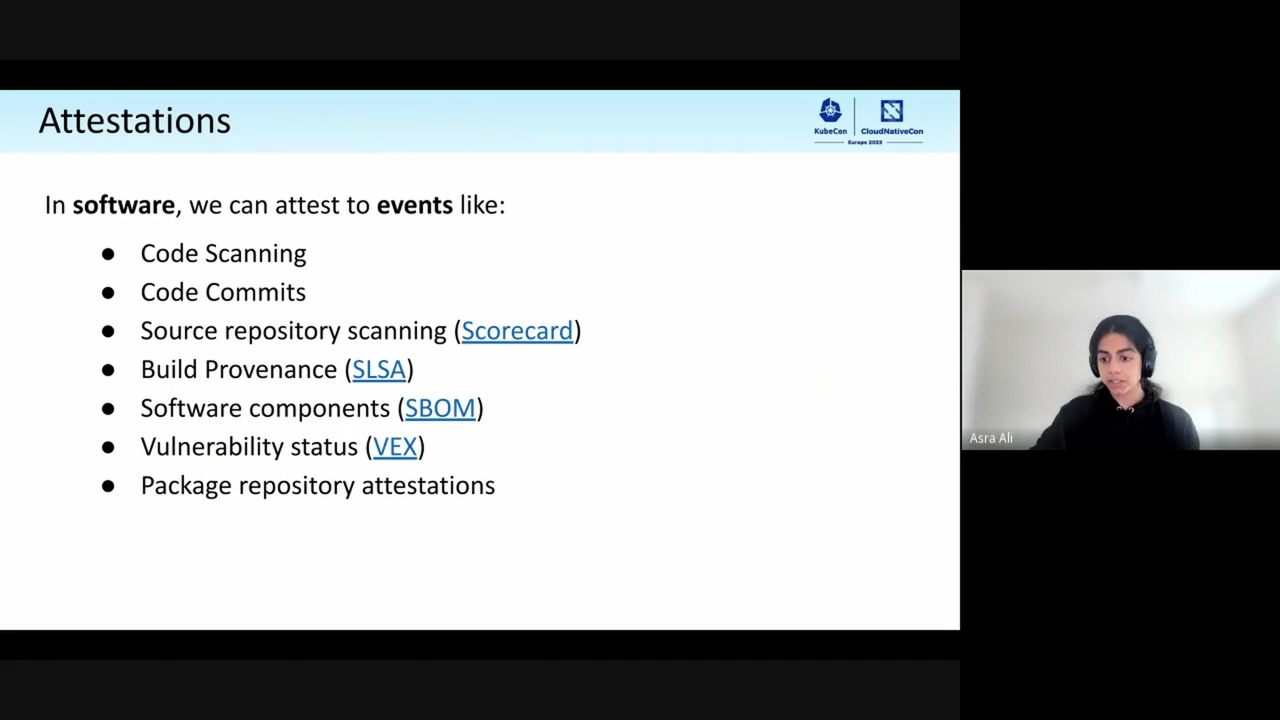 Attestations
KubeCon
CloudNativeCon
Europe 2023
In software, we can attest to events like:
● Code Scanning
● Code Commits
● Source repository scanning (Scorecard)
● Build Provenance (SLSA)
● Software components (SBOM)
● Vulnerability status (VEX)
● Package repository attestations
Asra Ali